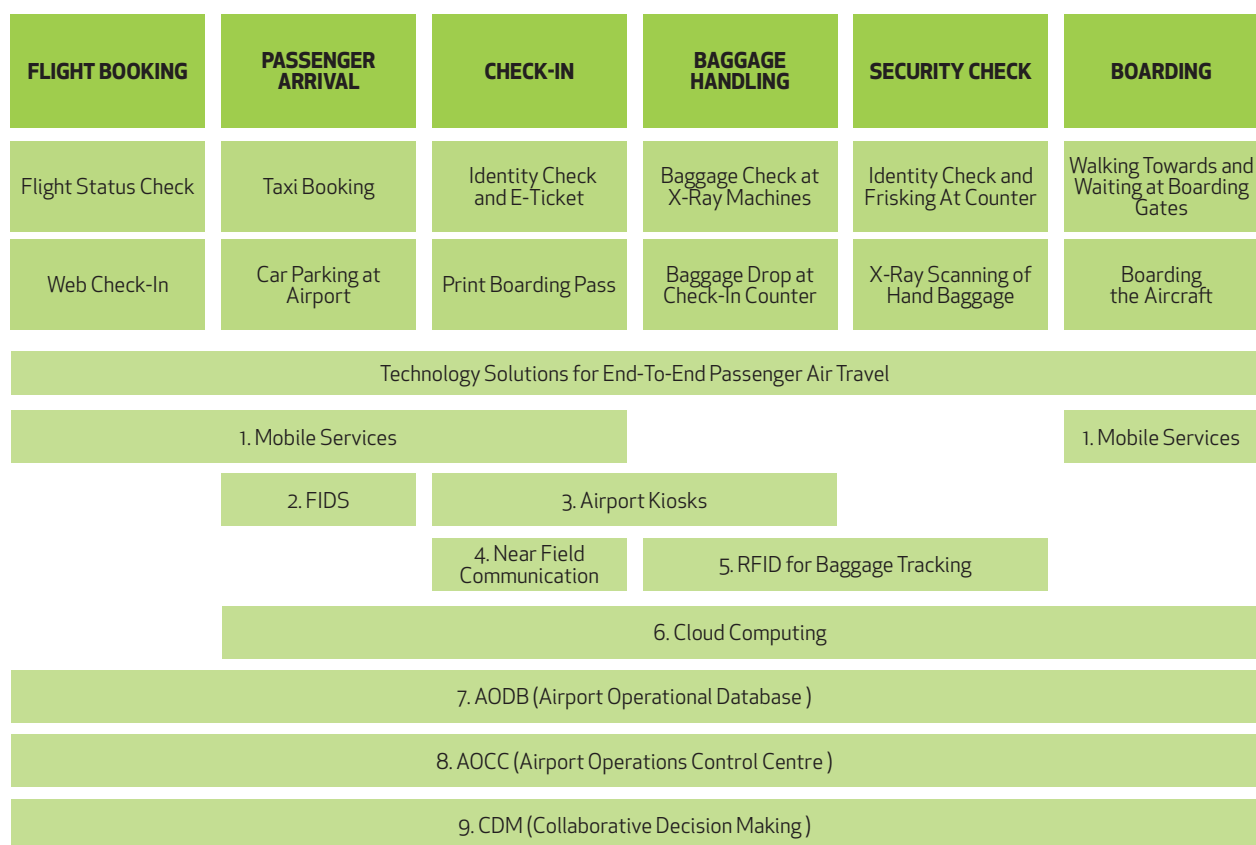 FLIGHT BOOKING
PASSENGER
ARRIVAL
CHECK-IN
BAGGAGE
HANDLING
SECURITY CHECK
BOARDING
Flight Status Check
Taxi Booking
Identity Check
and E-Ticket
Baggage Check at
X-Ray Machines
Identity Check and
Frisking At Counter
Walking Towards and
Waiting at Boarding
Gates
Web Check-In
Car Parking at
Airport
Print Boarding Pass
Baggage Drop at
Check-In Counter
X-Ray Scanning of
Hand Baggage
Boarding
the Aircraft
Technology Solutions for End-To-End Passenger Air Travel
1. Mobile Services
1. Mobile Services
2. FIDS
3. Airport Kiosks
4. Near Field
Communication
5. RFID for Baggage Tracking
6. Cloud Computing
7. AODB (Airport Operational Database )
8. AOCC (Airport Operations Control Centre )
9. CDM (Collaborative Decision Making )